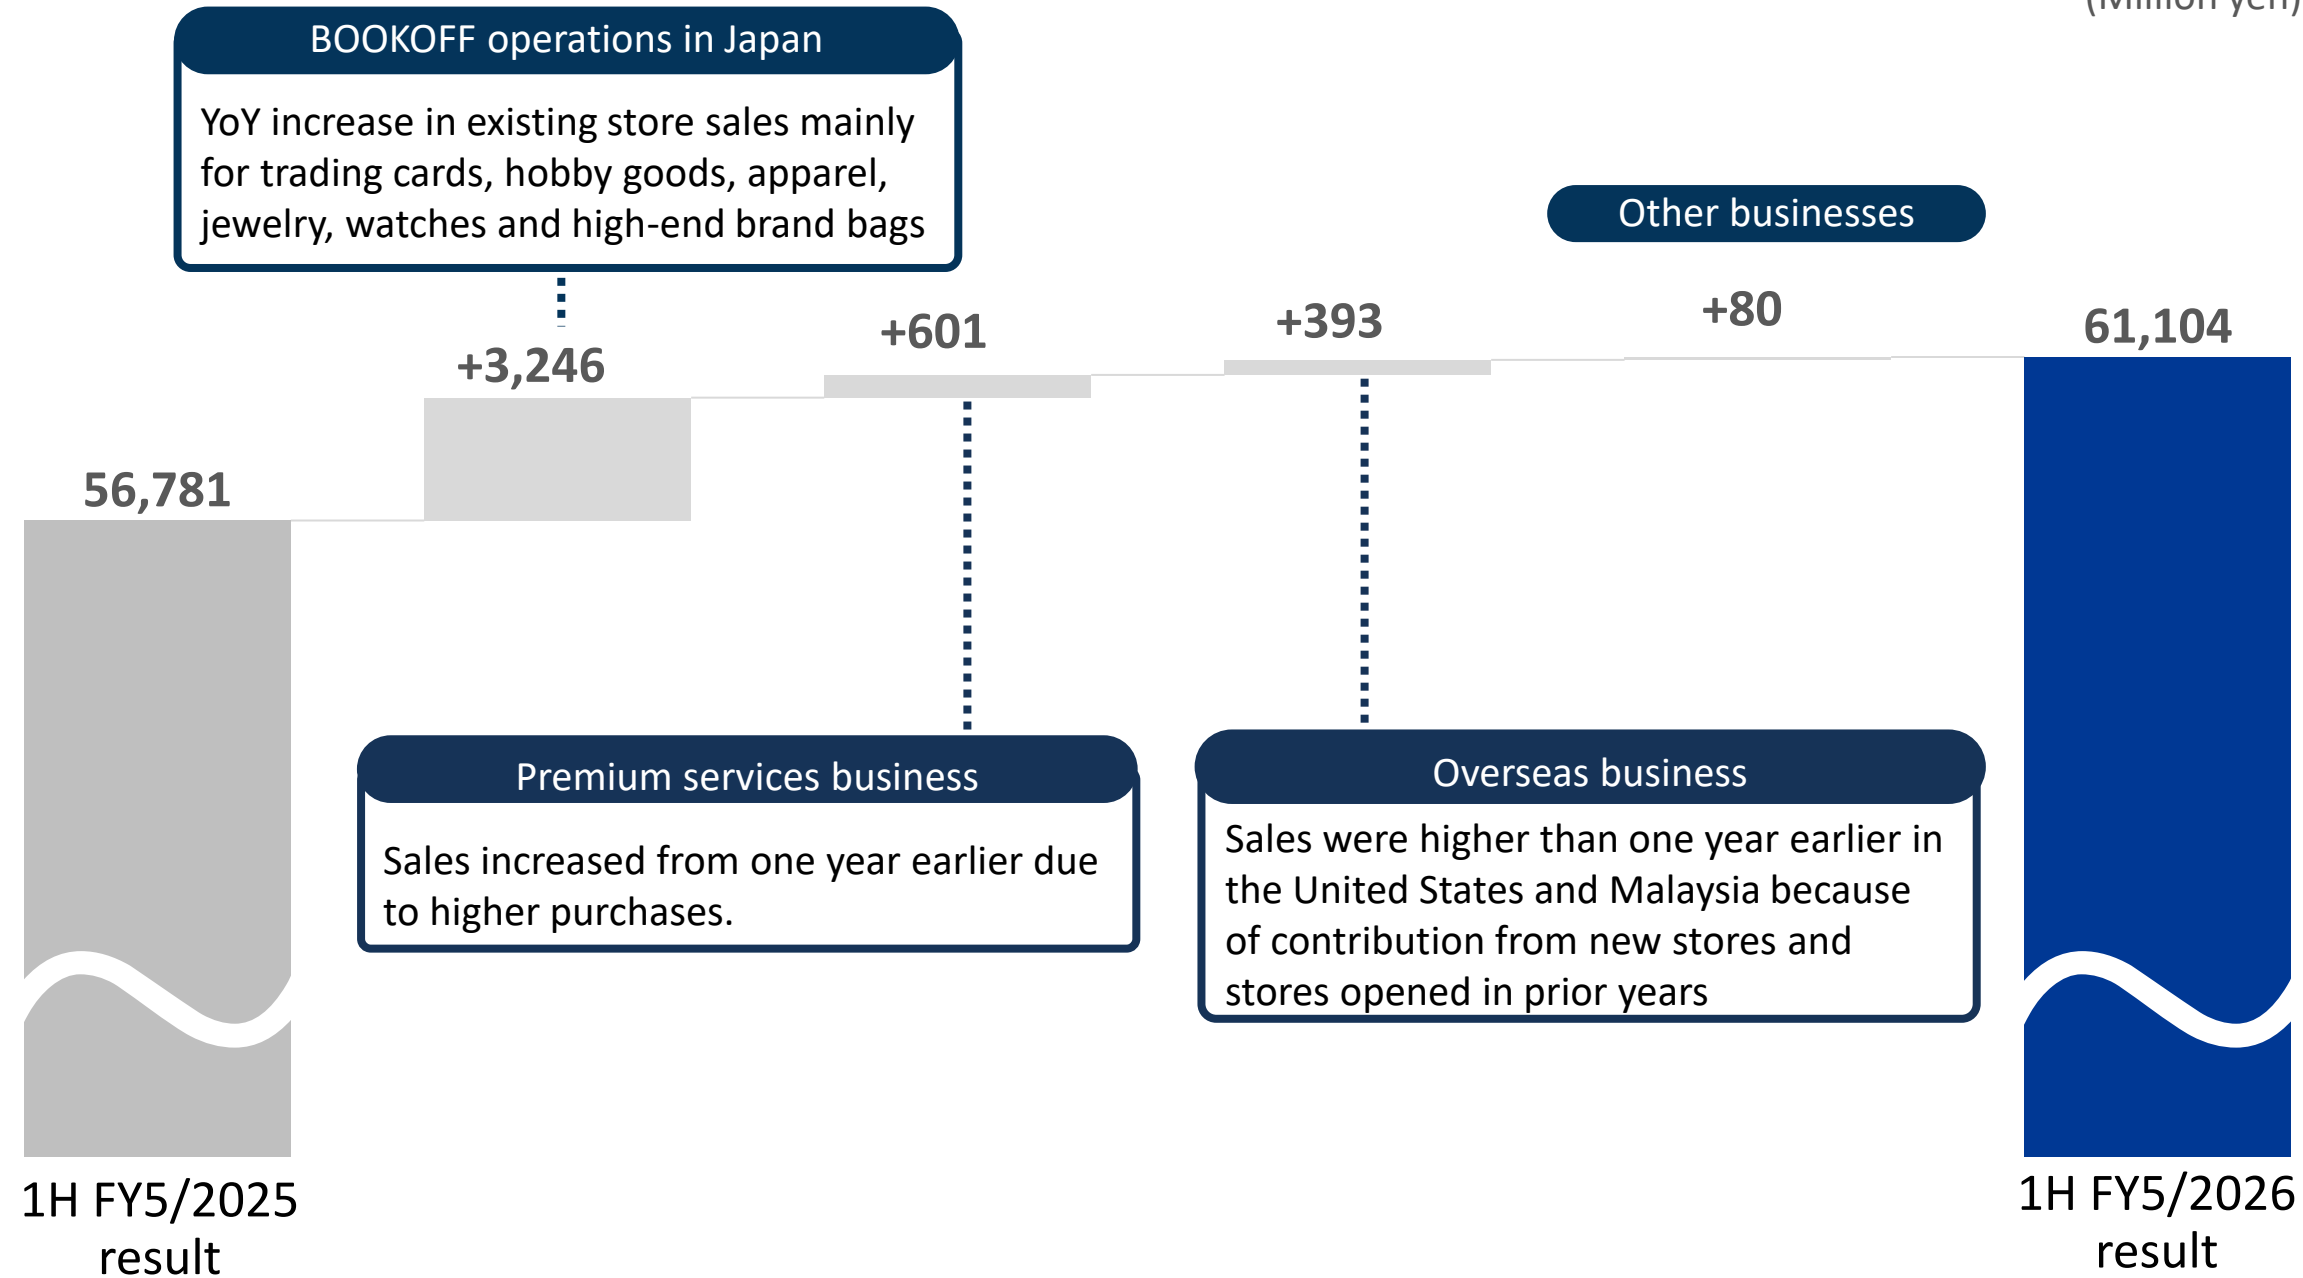 (Million yen)
BOOKOFF operations in Japan
YoY increase in existing store sales mainly
for trading cards, hobby goods, apparel,
jewelry, watches and high-end brand bags
Other businesses
56,781
+3,246
+601
+393
+80
61,104
Premium services business
Sales increased from one year earlier due
to higher purchases.
Overseas business
Sales were higher than one year earlier in
the United States and Malaysia because
of contribution from new stores and
stores opened in prior years
1H FY5/2025
result
1H FY5/2026
result